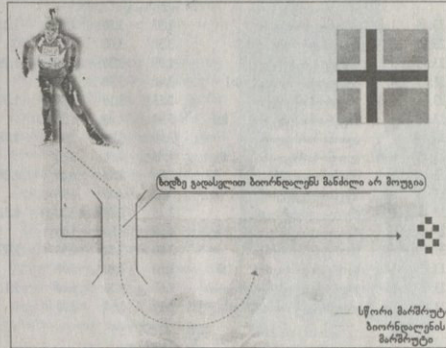 ხიდზე გადასვლით ბიორნდალენს მანძილი არ მოუგია
სწორი მარშრუტი
ბიორნდალენის
მარშრუტი